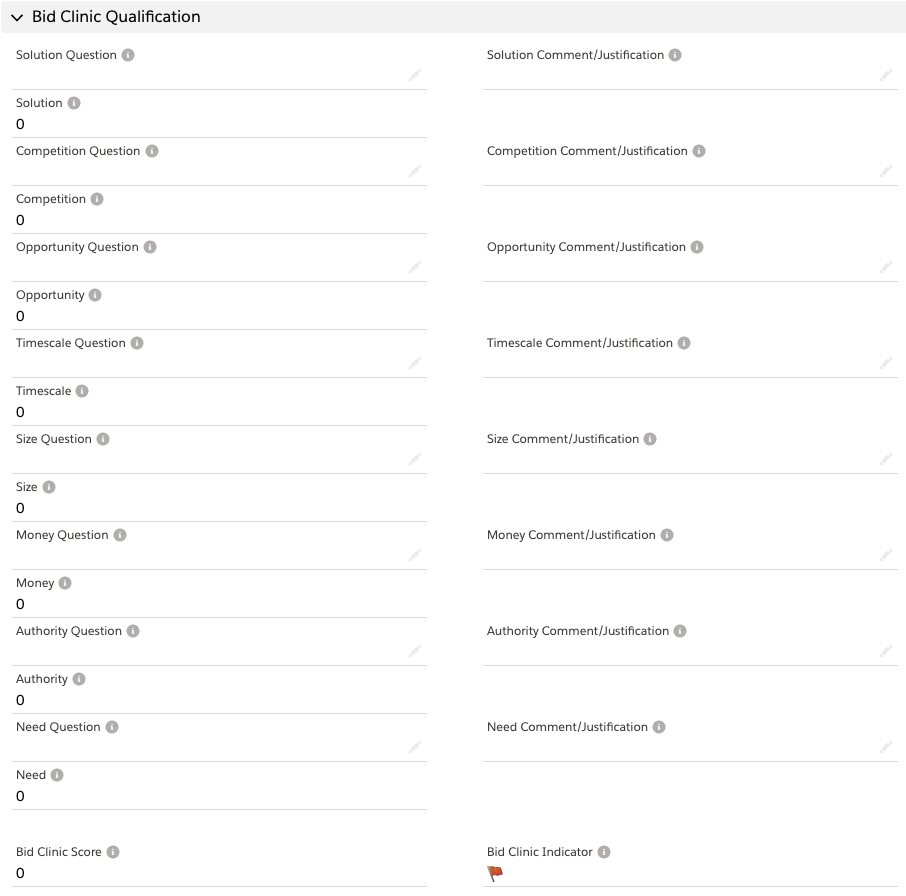 Bid Clinic Qualification
Solution Question
Solution Comment/Justification
Solution
0
Competition Question
Competition Comment/Justification
Competition
0
Opportunity Question
Opportunity Comment/Justification
Opportunity
0
Timescale Question
Timescale Comment/Justification
Timescale
0
Size Question
Size Comment/Justification
Size
0
Money Question
Money Comment/Justification
Money
0
Authority Question
Authority Comment/Justification
Authority
0
Need Question
Need Comment/Justification
Need
0
Bid Clinic Score
Bid Clinic Indicator
0